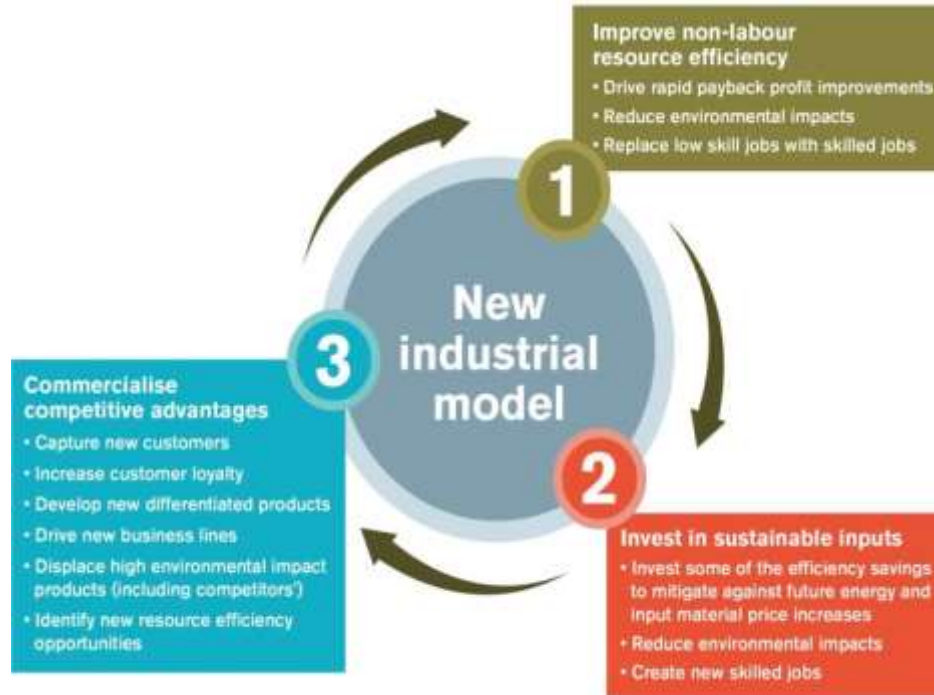 Improve non-labour
resource efficiency
• Drive rapid payback profit improvements
• Reduce environmental impacts
• Replace low skill jobs with skilled jobs
1
New
industrial
model
3
Commercialise
competitive advantages
• Capture new customers
• Increase customer loyalty
• Develop new differentiated products
• Drive new business lines
• Displace high environmental impact
products (including competitors')
• Identify new resource efficiency
opportunities
2
Invest in sustainable inputs
• Invest some of the efficiency savings
to mitigate against future energy and
input material price increases
• Reduce environmental impacts
• Create new skilled jobs